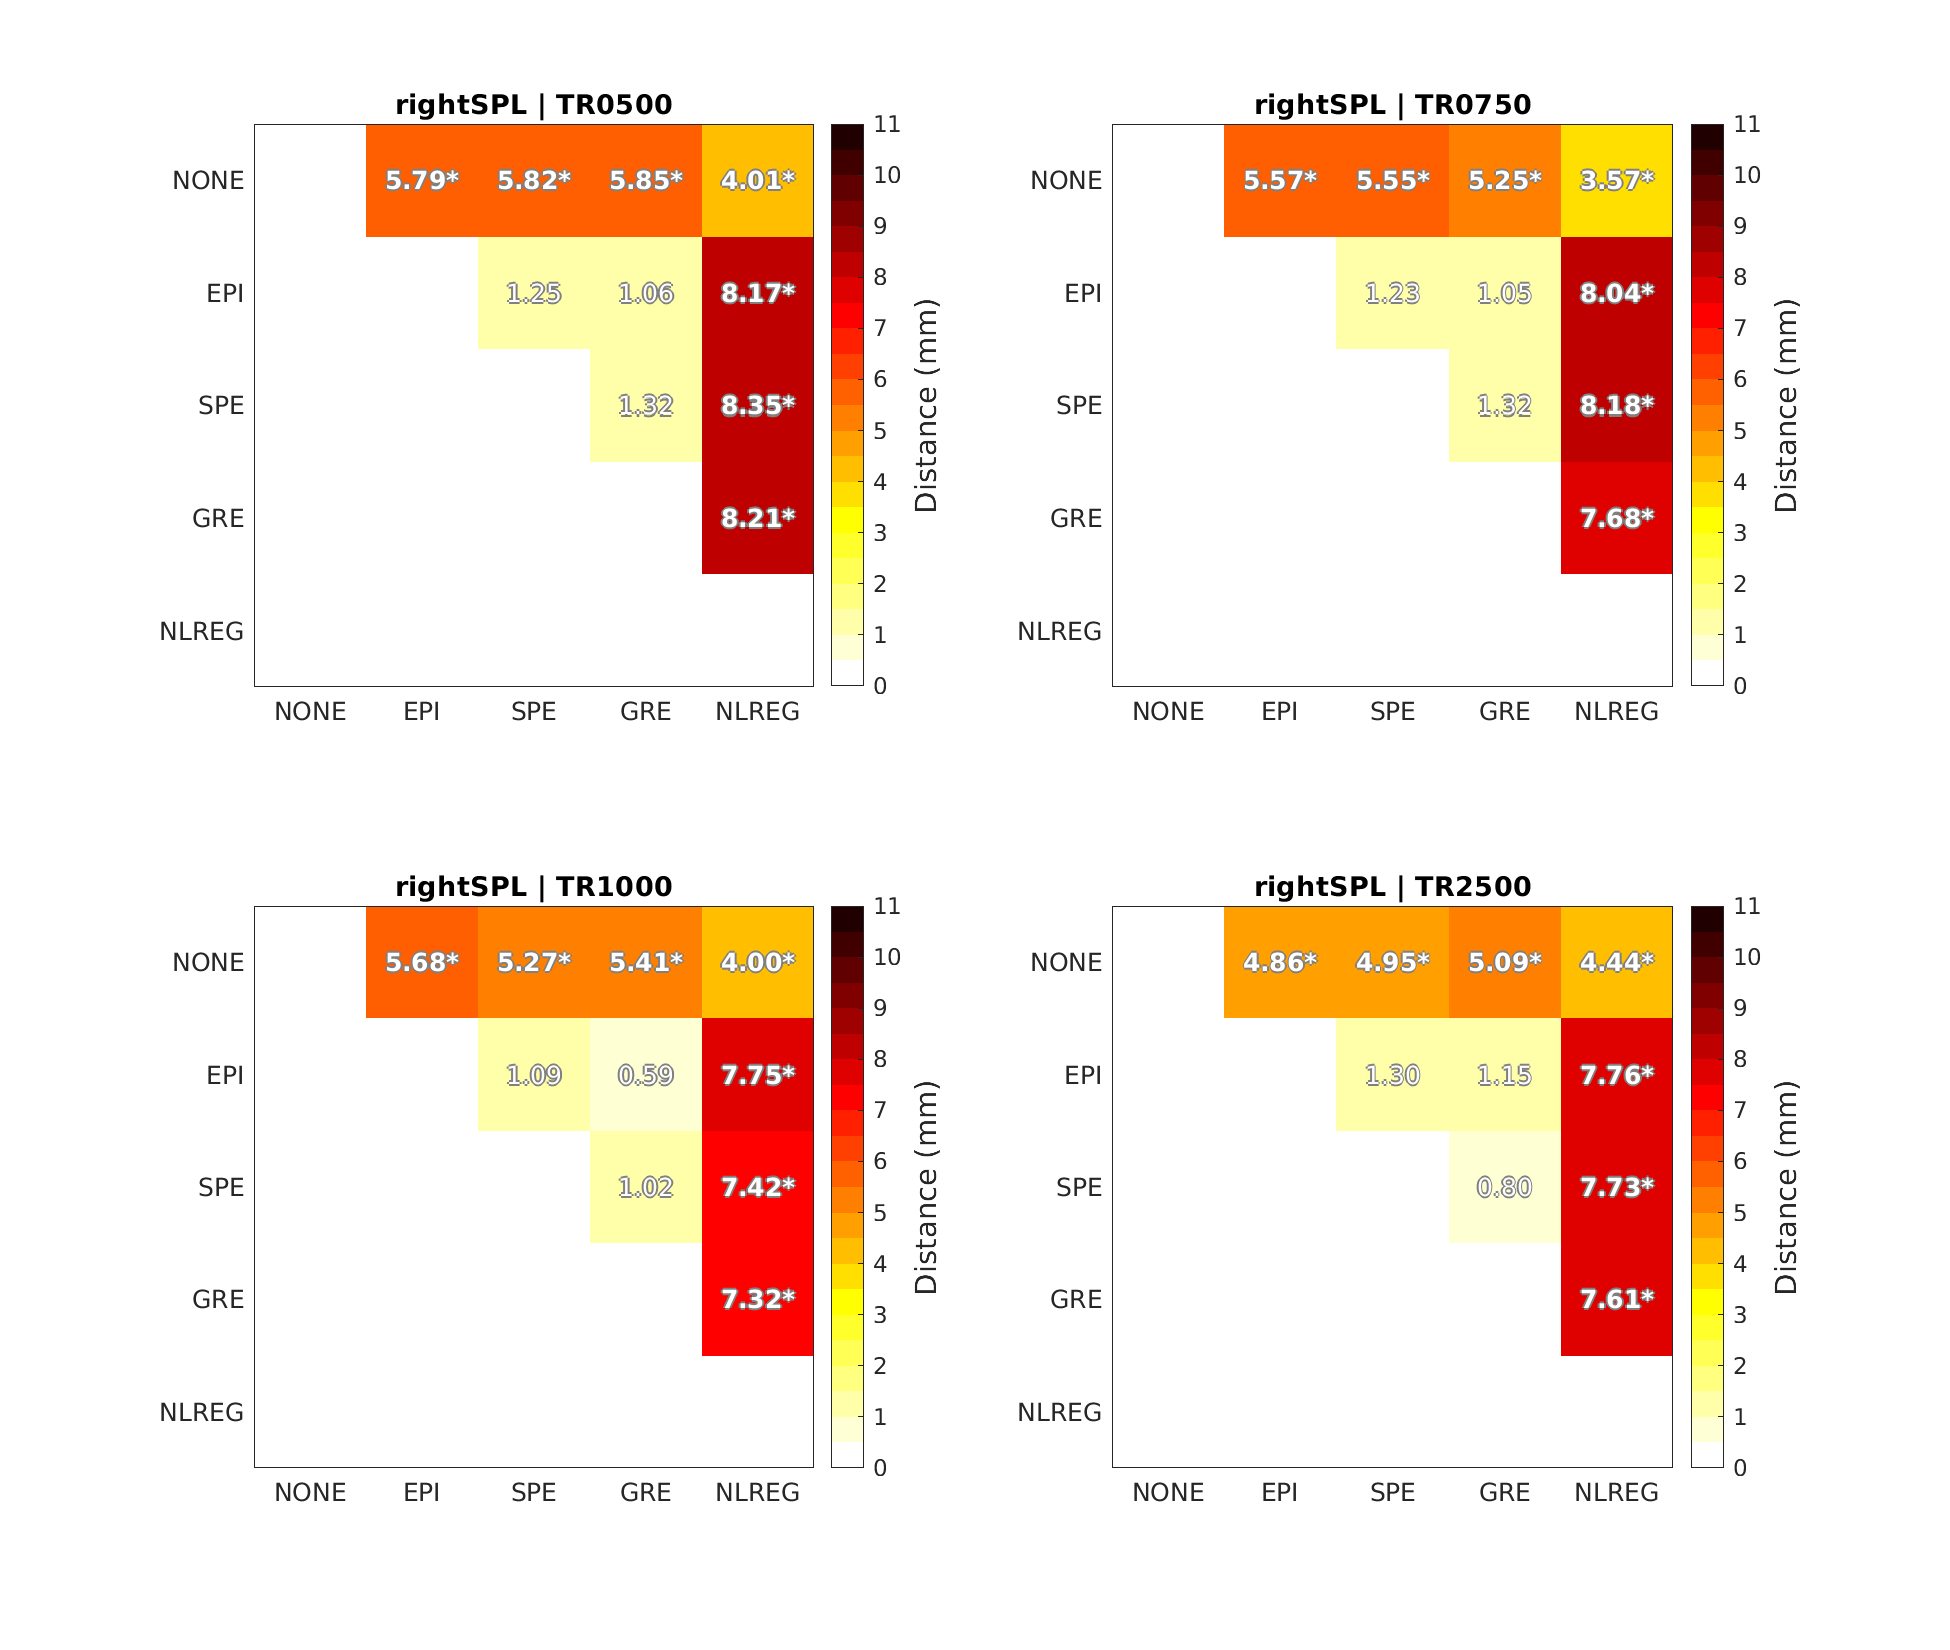 rightSPL | TR0500
NONE
EPI
SPE
GRE
NLREG
5.79* 5.82* 5.85* 4.01*
1.25 1.06 8.17*
1.32 8.35*
8.21*
NONE EPI SPE GRE NLREG
11
10
9
8
7
6
5
4
3
2
1
0
Distance (mm)
rightSPL | TR0750
NONE
EPI
SPE
GRE
NLREG
5.57* 5.55* 5.25* 3.57*
1.23 1.05 8.04*
1.32 8.18*
7.68*
NONE EPI SPE GRE NLREG
11
10
9
8
7
6
5
4
3
2
1
0
Distance (mm)
rightSPL | TR1000
NONE
EPI
SPE
GRE
NLREG
5.68* 5.27* 5.41* 4.00*
1.09 0.59 7.75*
1.02 7.42*
7.32*
NONE EPI SPE GRE NLREG
11
10
9
8
7
6
5
4
3
2
1
0
Distance (mm)
rightSPL | TR2500
NONE
EPI
SPE
GRE
NLREG
4.86* 4.95* 5.09* 4.44*
1.30 1.15 7.76*
0.80 7.73*
7.61*
NONE EPI SPE GRE NLREG
11
10
9
8
7
6
5
4
3
2
1
0
Distance (mm)